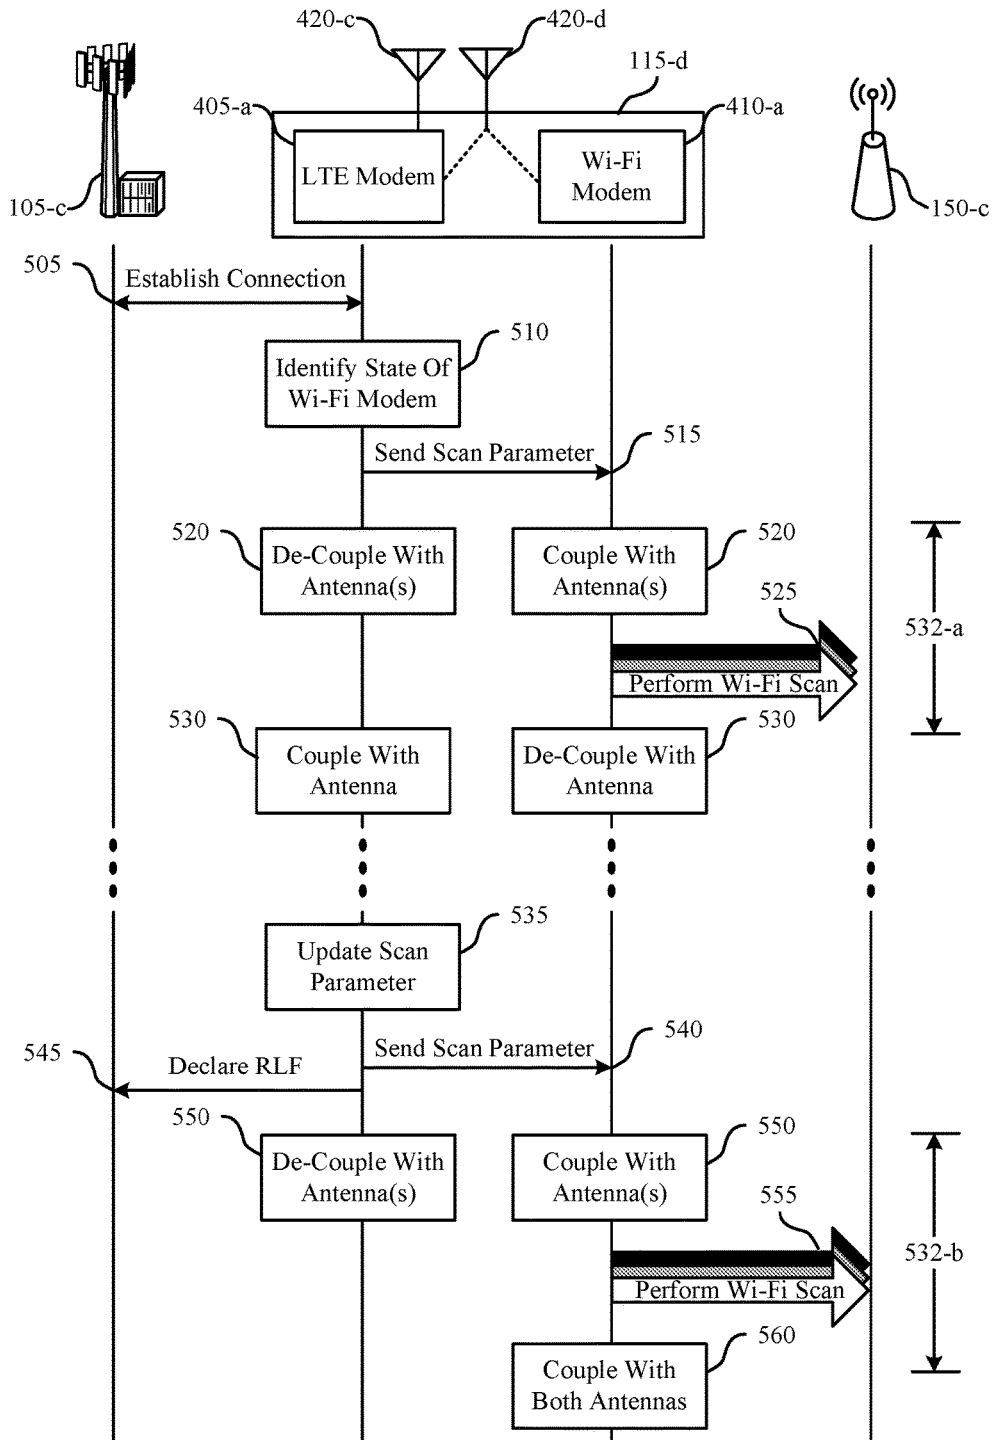 420-c
420-d
115-d
405-a
410-a
LTE Modem
Wi-Fi
Modem
105-c
150-c
505
Establish Connection
510
Identify State Of
Wi-Fi Modem
515
Send Scan Parameter
520
De-Couple With
Antenna(s)
520
Couple With
Antenna(s)
525
532-a
Perform Wi-Fi Scan
530
Couple With
Antenna
530
De-Couple With
Antenna
535
Update Scan
Parameter
540
Send Scan Parameter
545
Declare RLF
550
De-Couple With
Antenna(s)
550
Couple With
Antenna(s)
555
532-b
Perform Wi-Fi Scan
560
Couple With
Both Antennas